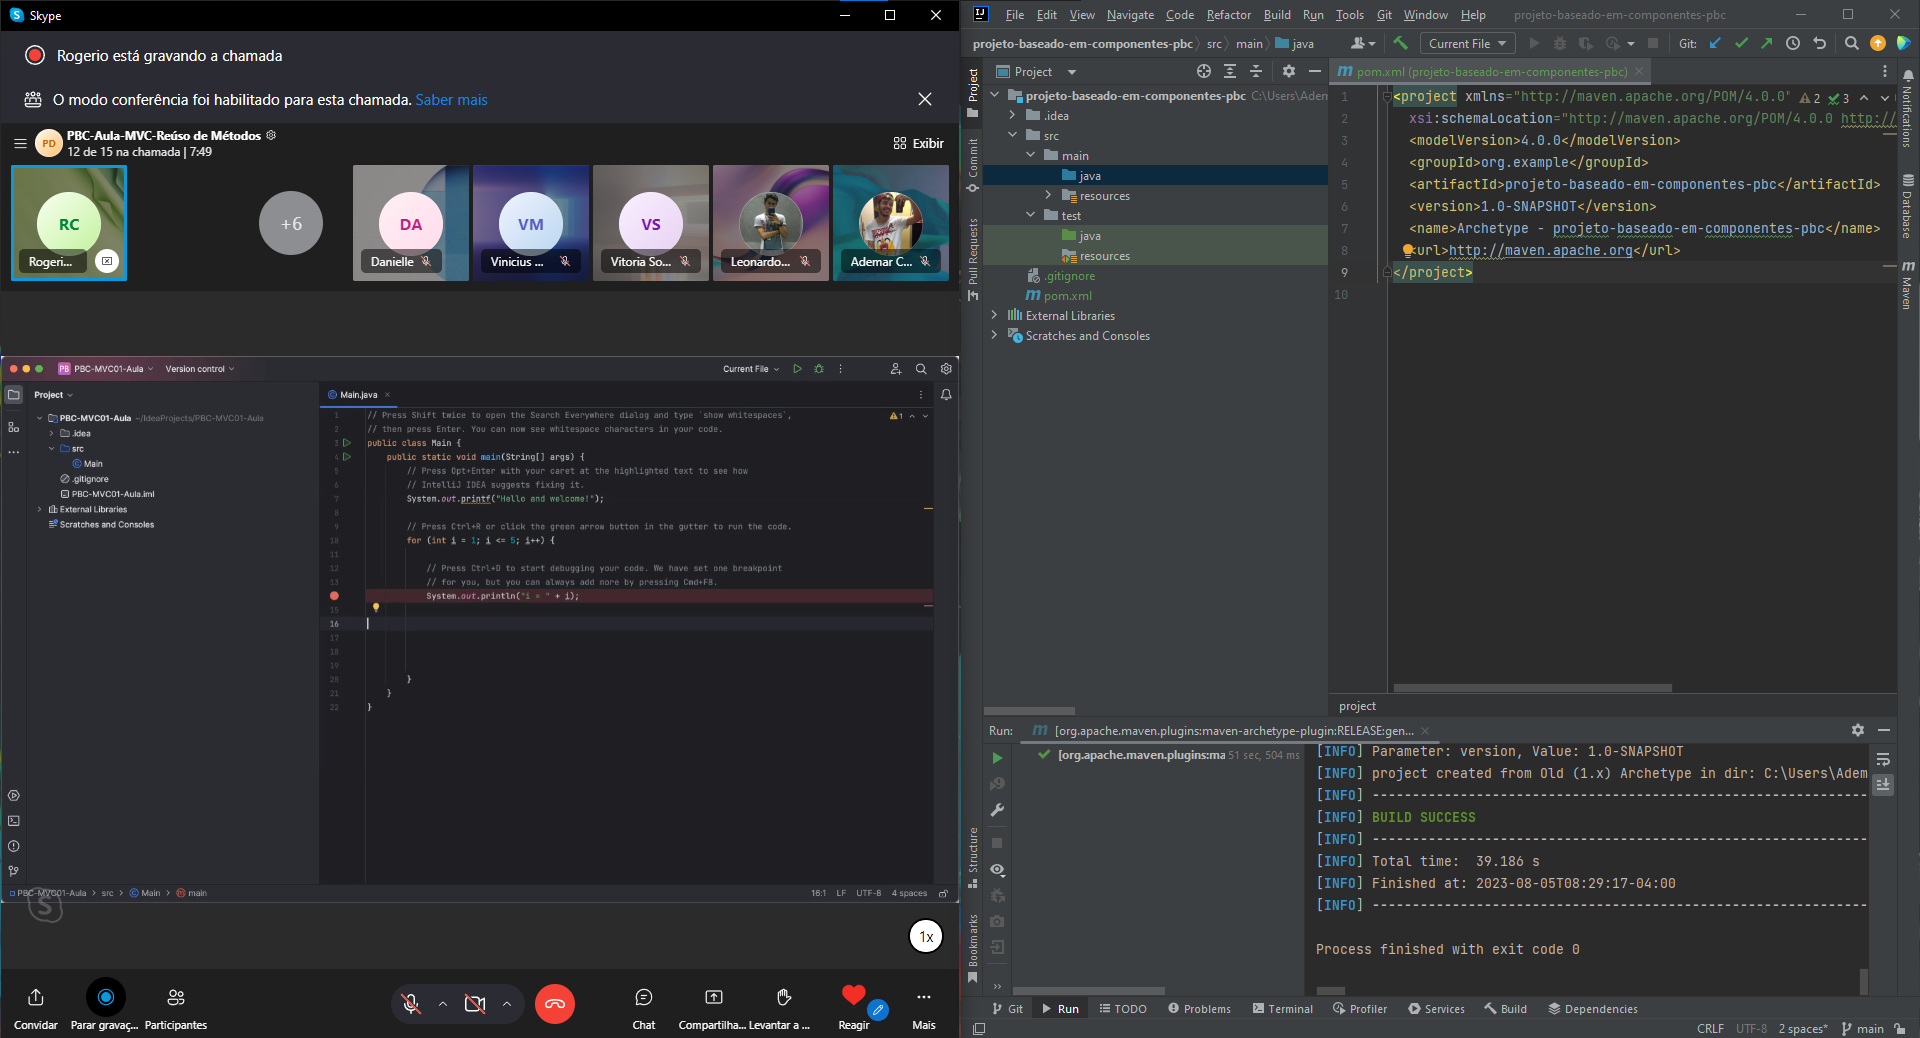 Skype
Rogerio está gravando a chamada
O modo conferência foi habilitado para esta chamada. Saber mais
PBC-Aula-MVC-Reúso de Métodos
PD
12 de 15 na chamada | 7:49
Exibir
RC
Rogeri...
+6
DA
Danielle
VM
Vinicius ...
VS
Vitoria So...
Leonardo...
Ademar C...
PB PBC-MVC01-Aula
Version control
Current File
Project
PBC-MVC01-Aula ~/IdeaProjects/PBC-MVC01-Aula
.idea
src
Main
.gitignore
PBC-MVC01-Aula.iml
External Libraries
Scratches and Consoles
Main.java
1
1 // Press Shift twice to open the Search Everywhere dialog and type `show whitespaces`,
2 // then press Enter. You can now see whitespace characters in your code.
3 public class Main {
4 public static void main(String[] args) {
5 // Press Opt+Enter with your caret at the highlighted text to see how
6 // IntelliJ IDEA suggests fixing it.
7 System.out.printf("Hello and welcome!");
8
9 // Press Ctrl+R or click the green arrow button in the gutter to run the code.
10 for (int i = 1; i <= 5; i++) {
11
12 // Press Ctrl+D to start debugging your code. We have set one breakpoint
13 // for you, but you can always add more by pressing Cmd+F8.
System.out.println("i = " + i);
15
16
17
18
19
20 }
21 }
22 }
PBC-MVC01-Aula > src > Main > main
16:1 LF UTF-8 4 spaces
1x
Convidar
Parar gravaç...
Participantes
Chat
Compartilha...
Levantar a ...
Reagir
Mais
IJ File Edit View Navigate Code Refactor Build Run Tools Git Window Help projeto-baseado-em-componentes-pbc
projeto-baseado-em-componentes-pbc src main java
Current File
Git:
Project
Commit
Pull Requests
Structure
Bookmarks
Project
projeto-baseado-em-componentes-pbc C:\Users\Adem
.idea
src
main
java
resources
test
java
resources
.gitignore
pom.xml
External Libraries
Scratches and Consoles
pom.xml (projeto-baseado-em-componentes-pbc)
2 3
1 <project xmlns="http://maven.apache.org/POM/4.0.0"
2 xsi:schemaLocation="http://maven.apache.org/POM/4.0.0 http://
3 <modelVersion>4.0.0</modelVersion>
4 <groupId>org.example</groupId>
5 <artifactId>projeto-baseado-em-componentes-pbc</artifactId>
6 <version>1.0-SNAPSHOT</version>
7 <name>Archetype - projeto-baseado-em-componentes-pbc</name>
8 <url>http://maven.apache.org</url>
9 </project>
10
project
Notifications
Database
m Maven
Run: [org.apache.maven.plugins:maven-archetype-plugin:RELEASE:gen...
[org.apache.maven.plugins:ma 51 sec, 504 ms
[INFO] Parameter: version, Value: 1.0-SNAPSHOT
[INFO] project created from Old (1.x) Archetype in dir: C:\Users\Adem
[INFO] ---------------------------------------------------------
[INFO] BUILD SUCCESS
[INFO] ---------------------------------------------------------
[INFO] Total time:  39.186 s
[INFO] Finished at: 2023-08-05T08:29:17-04:00
[INFO] ---------------------------------------------------------
Process finished with exit code 0
Git Run TODO Problems Terminal Profiler Services Build Dependencies
CRLF UTF-8 2 spaces* main